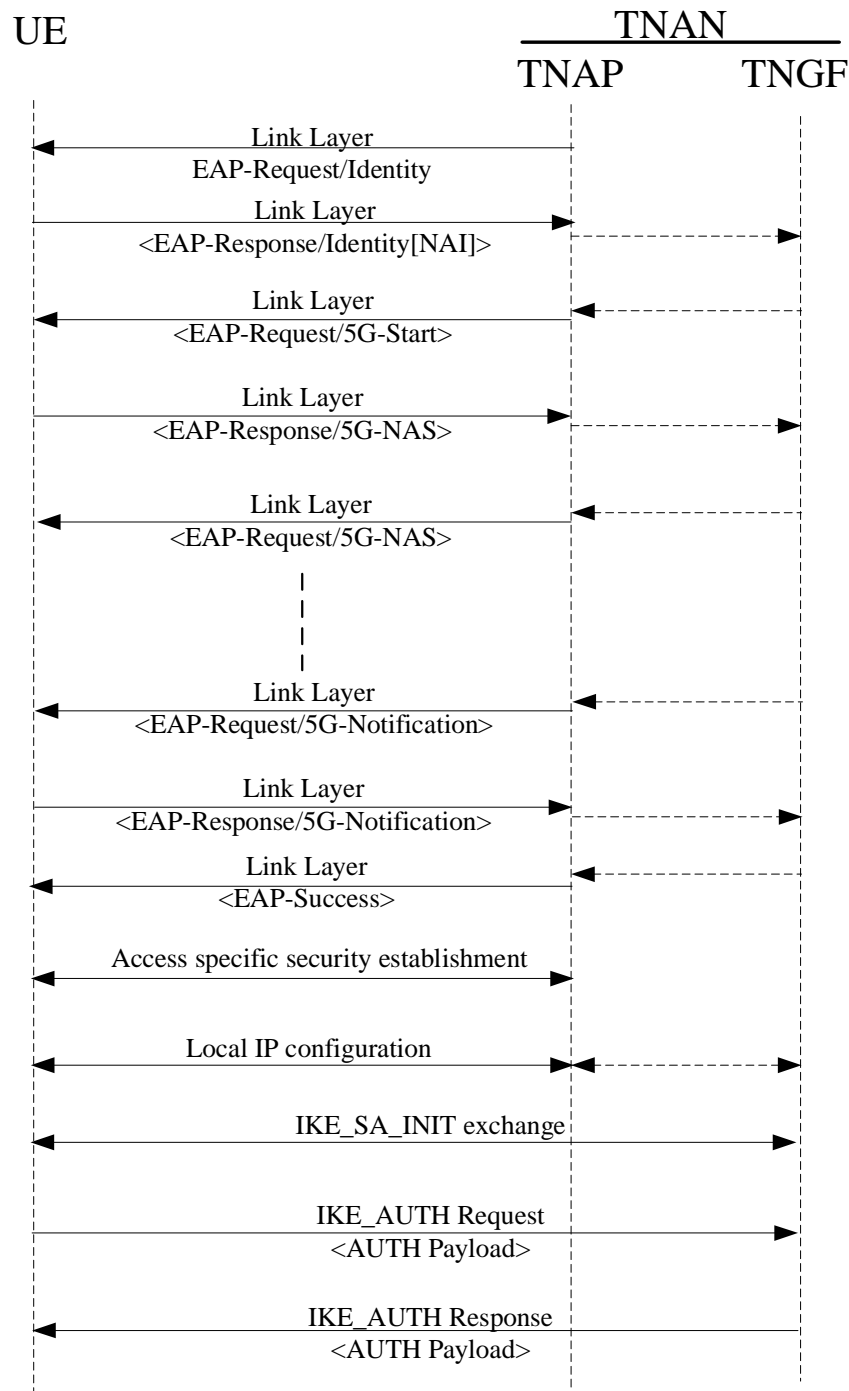 UE
TNAN
TNAP
TNGF
Link Layer
EAP-Request/Identity
Link Layer
<EAP-Response/Identity[NAI]>
Link Layer
<EAP-Request/5G-Start>
Link Layer
<EAP-Response/5G-NAS>
Link Layer
<EAP-Request/5G-NAS>
Link Layer
<EAP-Request/5G-Notification>
Link Layer
<EAP-Response/5G-Notification>
Link Layer
<EAP-Success>
Access specific security establishment
Local IP configuration
IKE_SA_INIT exchange
IKE_AUTH Request
<AUTH Payload>
IKE_AUTH Response
<AUTH Payload>